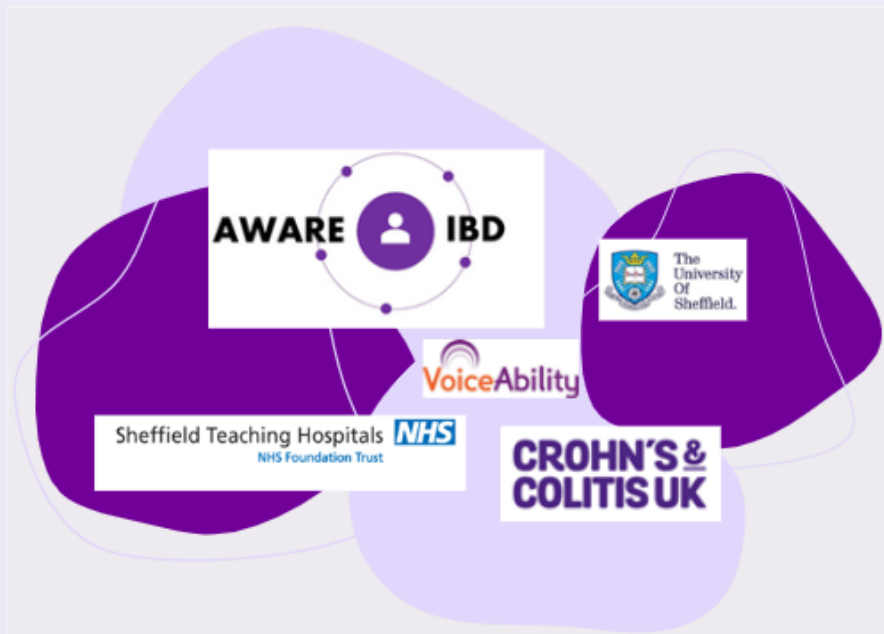 AWARE IBD
The
University
Of
Sheffield.
VoiceAbility
Sheffield Teaching Hospitals NHS
NHS Foundation Trust
CROHN'S &
COLITIS UK